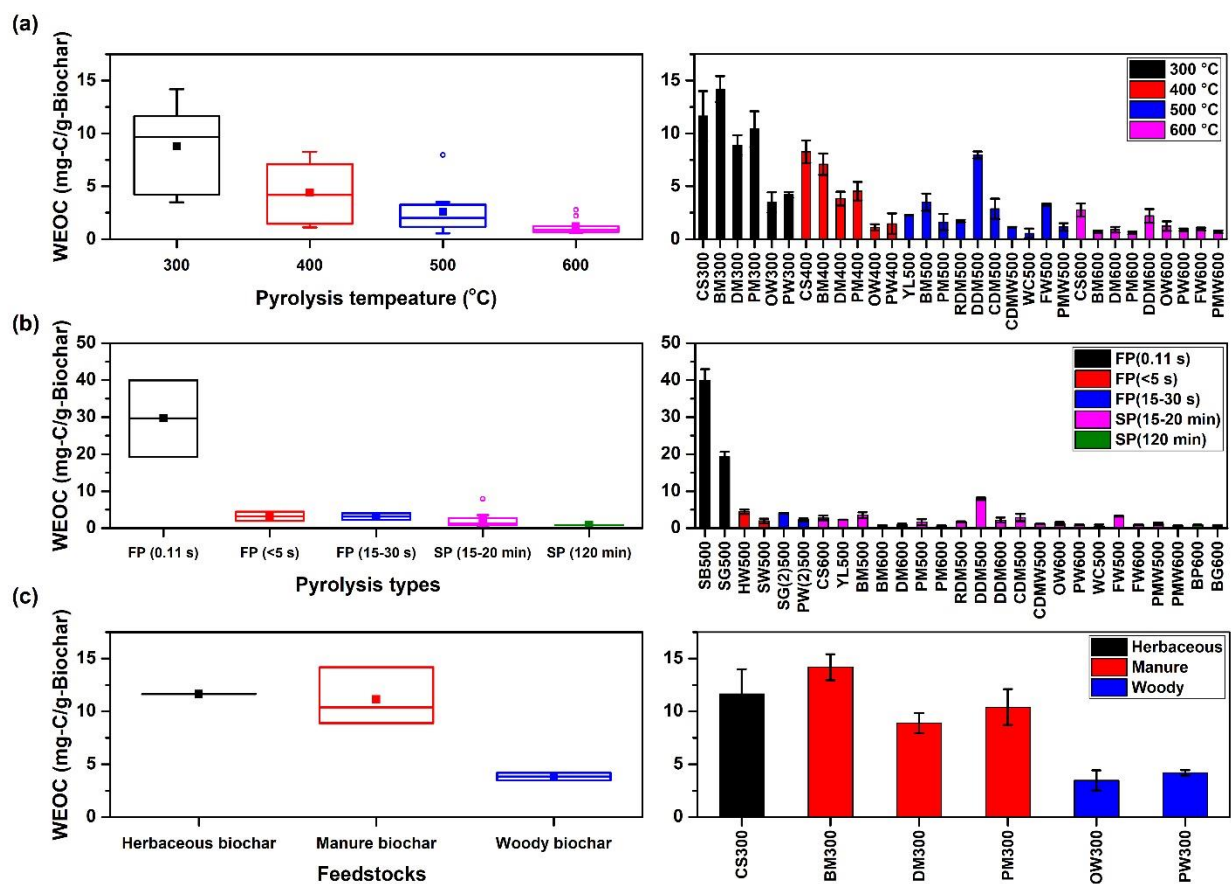 (a)
WEOC (mg-C/g-Biochar)
15
10
5
0
300
400
500
600
Pyrolysis tempeature (°C)
15
10
5
0
300 °C
400 °C
500 °C
600 °C
CS300
BM300
DM300
PM300
OW300
PW300
CS400
BM400
DM400
PM400
OW400
PW400
YL500
BM500
PM500
RDM500
DDM500
CDM500
CDMW500
WC500
FW500
PMW500
CS600
BM600
DM600
PM600
DDM600
OW600
PW600
FW600
PMW600
(b)
WEOC (mg-C/g-Biochar)
50
40
30
20
10
0
FP (0.11 s)
FP (<5 s)
FP (15-30 s)
SP (15-20 min)
SP (120 min)
Pyrolysis types
50
40
30
20
10
0
FP(0.11 s)
FP(<5 s)
FP(15-30 s)
SP(15-20 min)
SP(120 min)
SB500
SG500
HW500
SW500
SG(2)500
PW(2)500
CS600
YL500
BM500
BM600
DM600
PM500
PM600
RDM500
DDM500
DDM600
CDM500
CDMW500
OW600
PW600
WC500
FW500
FW600
PMW500
PMW600
BP600
BG600
(c)
WEOC (mg-C/g-Biochar)
15
10
5
0
Herbaceous biochar
Manure biochar
Woody biochar
Feedstocks
15
10
5
0
Herbaceous
Manure
Woody
CS300
BM300
DM300
PM300
OW300
PW300